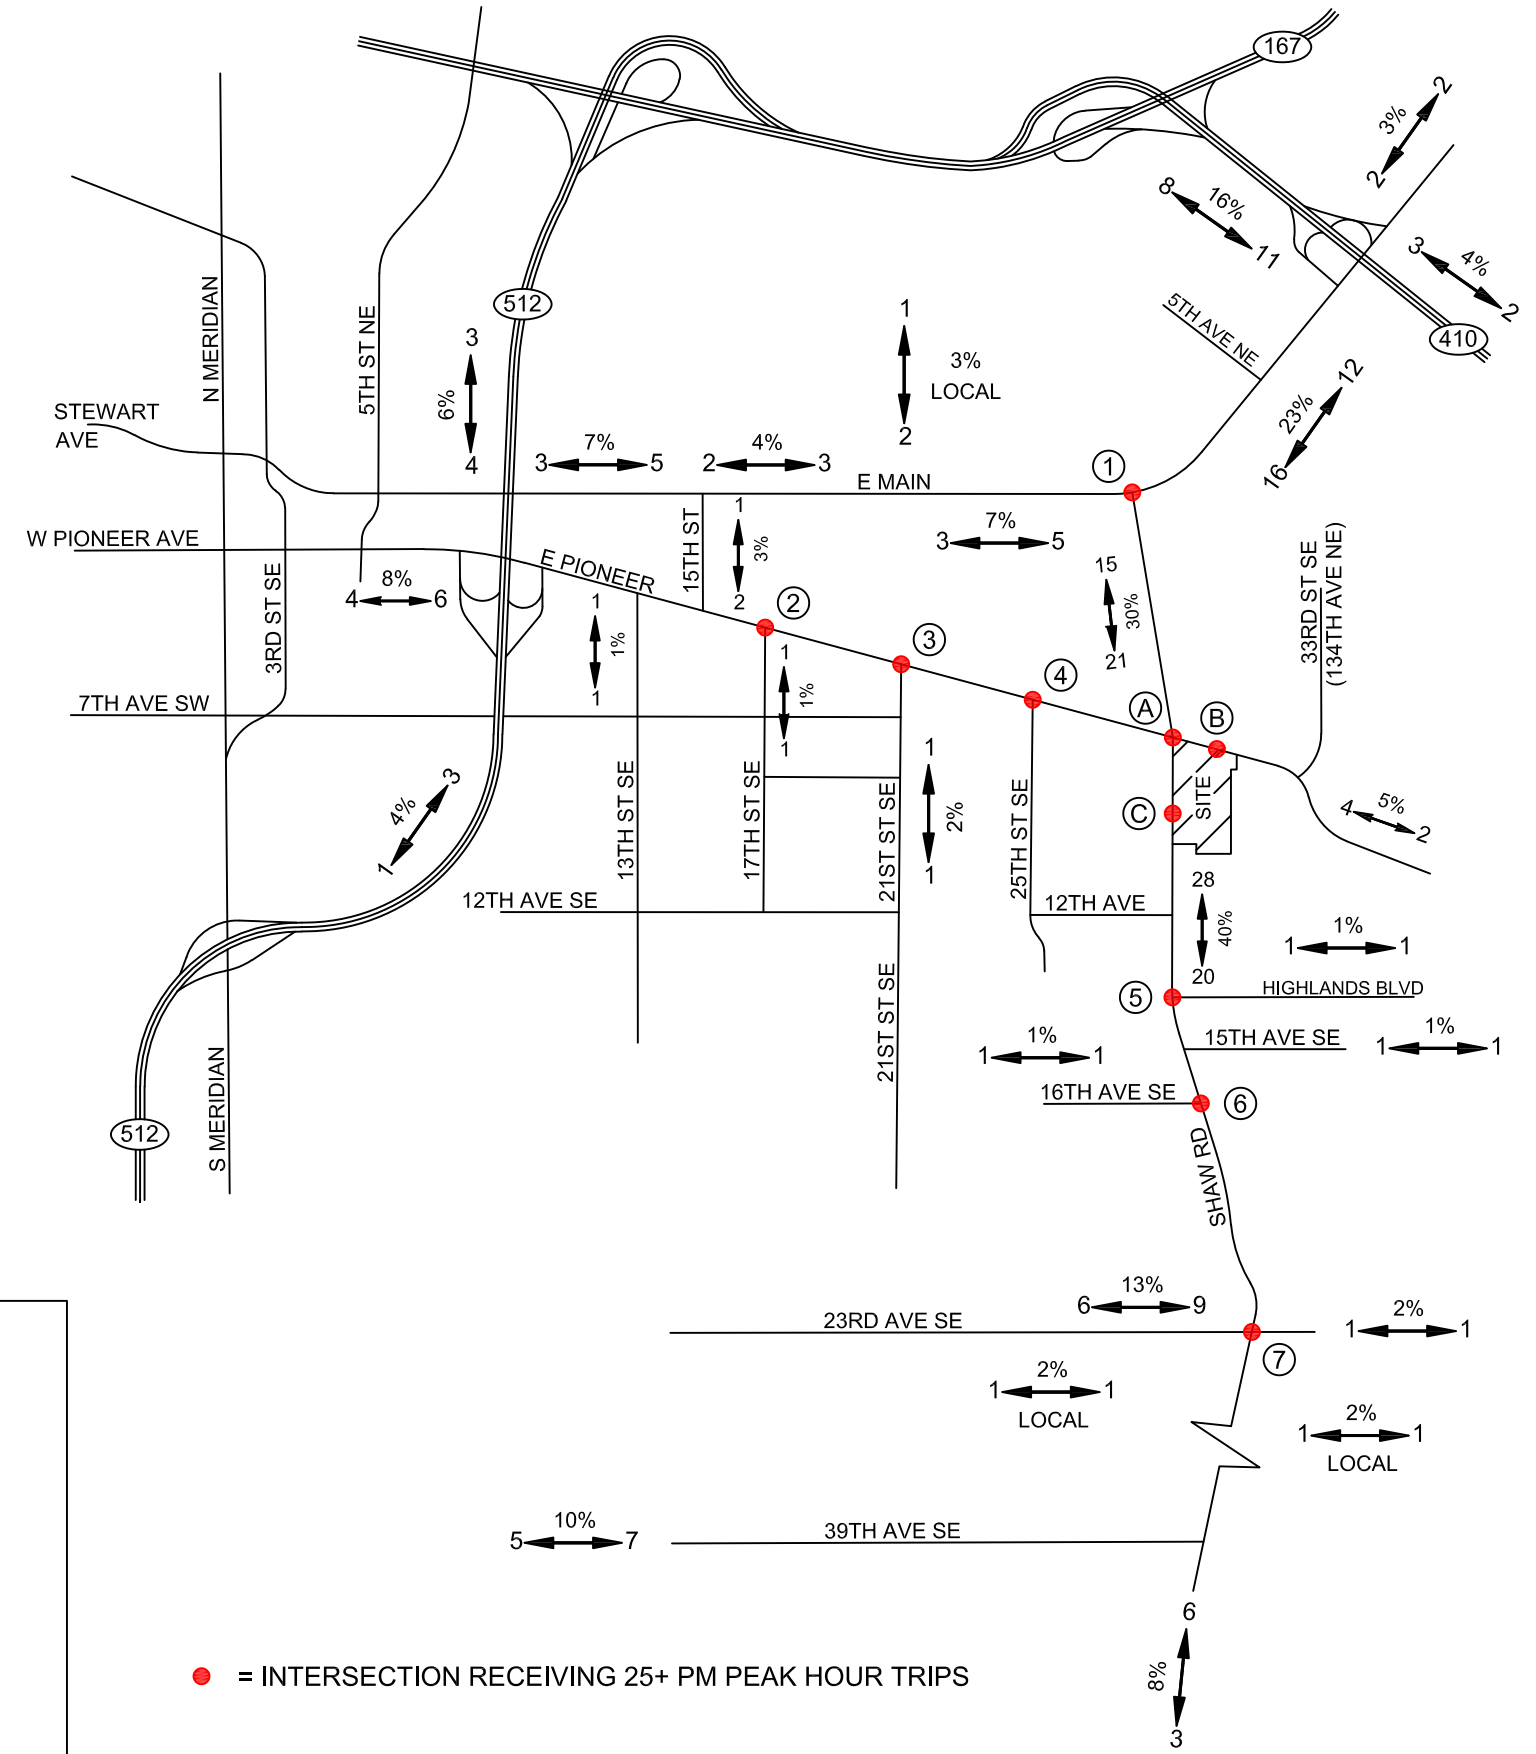 167
2
3%
2
8
16%
11
3
4%
2
N MERIDIAN
5TH ST NE
512
3
6%
4
1
3%
LOCAL
2
5TH AVE NE
410
12
23%
16
STEWART
AVE
7%
3
5
4%
2
3
E MAIN
1
W PIONEER AVE
E PIONEER
15TH ST
1
3%
2
7%
3
5
15
30%
21
33RD ST SE
(134TH AVE NE)
3RD ST SE
8%
4
6
1
1%
1
2
3
4
1
1%
1
7TH AVE SW
A
B
C
SITE
4
5%
2
3
4%
1
13TH ST SE
17TH ST SE
21ST ST SE
1
2%
1
25TH ST SE
12TH AVE SE
12TH AVE
28
40%
20
1%
1
1
5
HIGHLANDS BLVD
21ST ST SE
1%
1
1
15TH AVE SE
1%
1
1
16TH AVE SE
6
512
S MERIDIAN
SHAW RD
13%
6
9
23RD AVE SE
2%
1
1
7
2%
1
1
LOCAL
2%
1
1
LOCAL
10%
5
7
39TH AVE SE
6
8%
3
= INTERSECTION RECEIVING 25+ PM PEAK HOUR TRIPS